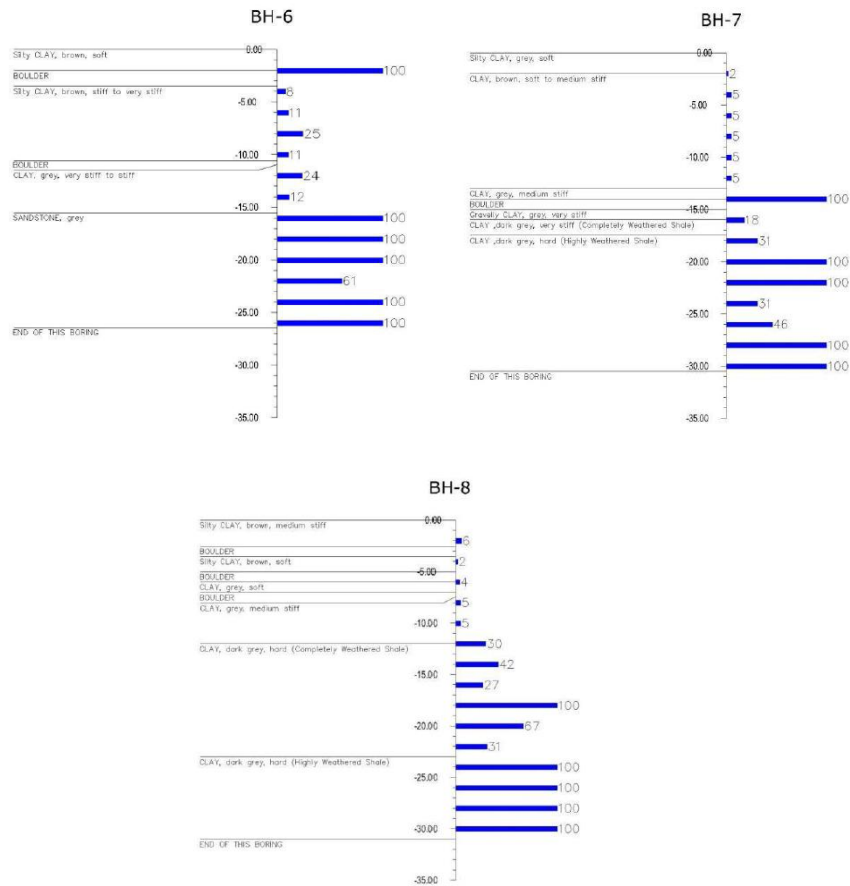 BH-6
0.00
Silty CLAY, brown, soft
100
BOULDER
Silty CLAY, brown, stiff to very stiff
8
-5.00
11
25
-10.00
11
BOULDER
CLAY, grey, very stiff to stiff
24
12
-15.00
SANDSTONE, grey
100
100
-20.00
100
61
100
-25.00
100
END OF THIS BORING
-30.00
-35.00
BH-7
0.00
Silty CLAY, grey, soft
2
CLAY, brown, soft to medium stiff
5
-5.00
5
5
-10.00
5
5
CLAY, grey, medium stiff
100
BOULDER
-15.00
Gravelly CLAY, grey, very stiff
18
CLAY ,dark grey, very stiff (Completely Weathered Shale)
31
CLAY ,dark grey, hard (Highly Weathered Shale)
-20.00
100
100
31
-25.00
46
100
-30.00
100
END OF THIS BORING
-35.00
BH-8
0.00
Silty CLAY, brown, medium stiff
6
BOULDER
Silty CLAY, brown, soft
2
-5.00
BOULDER
4
CLAY, grey, soft
BOULDER
5
CLAY, grey, medium stiff
-10.00
5
30
CLAY, dark grey, hard (Completely Weathered Shale)
42
-15.00
27
100
-20.00
67
31
CLAY, dark grey, hard (Highly Weathered Shale)
100
-25.00
100
100
-30.00
100
END OF THIS BORING
-35.00